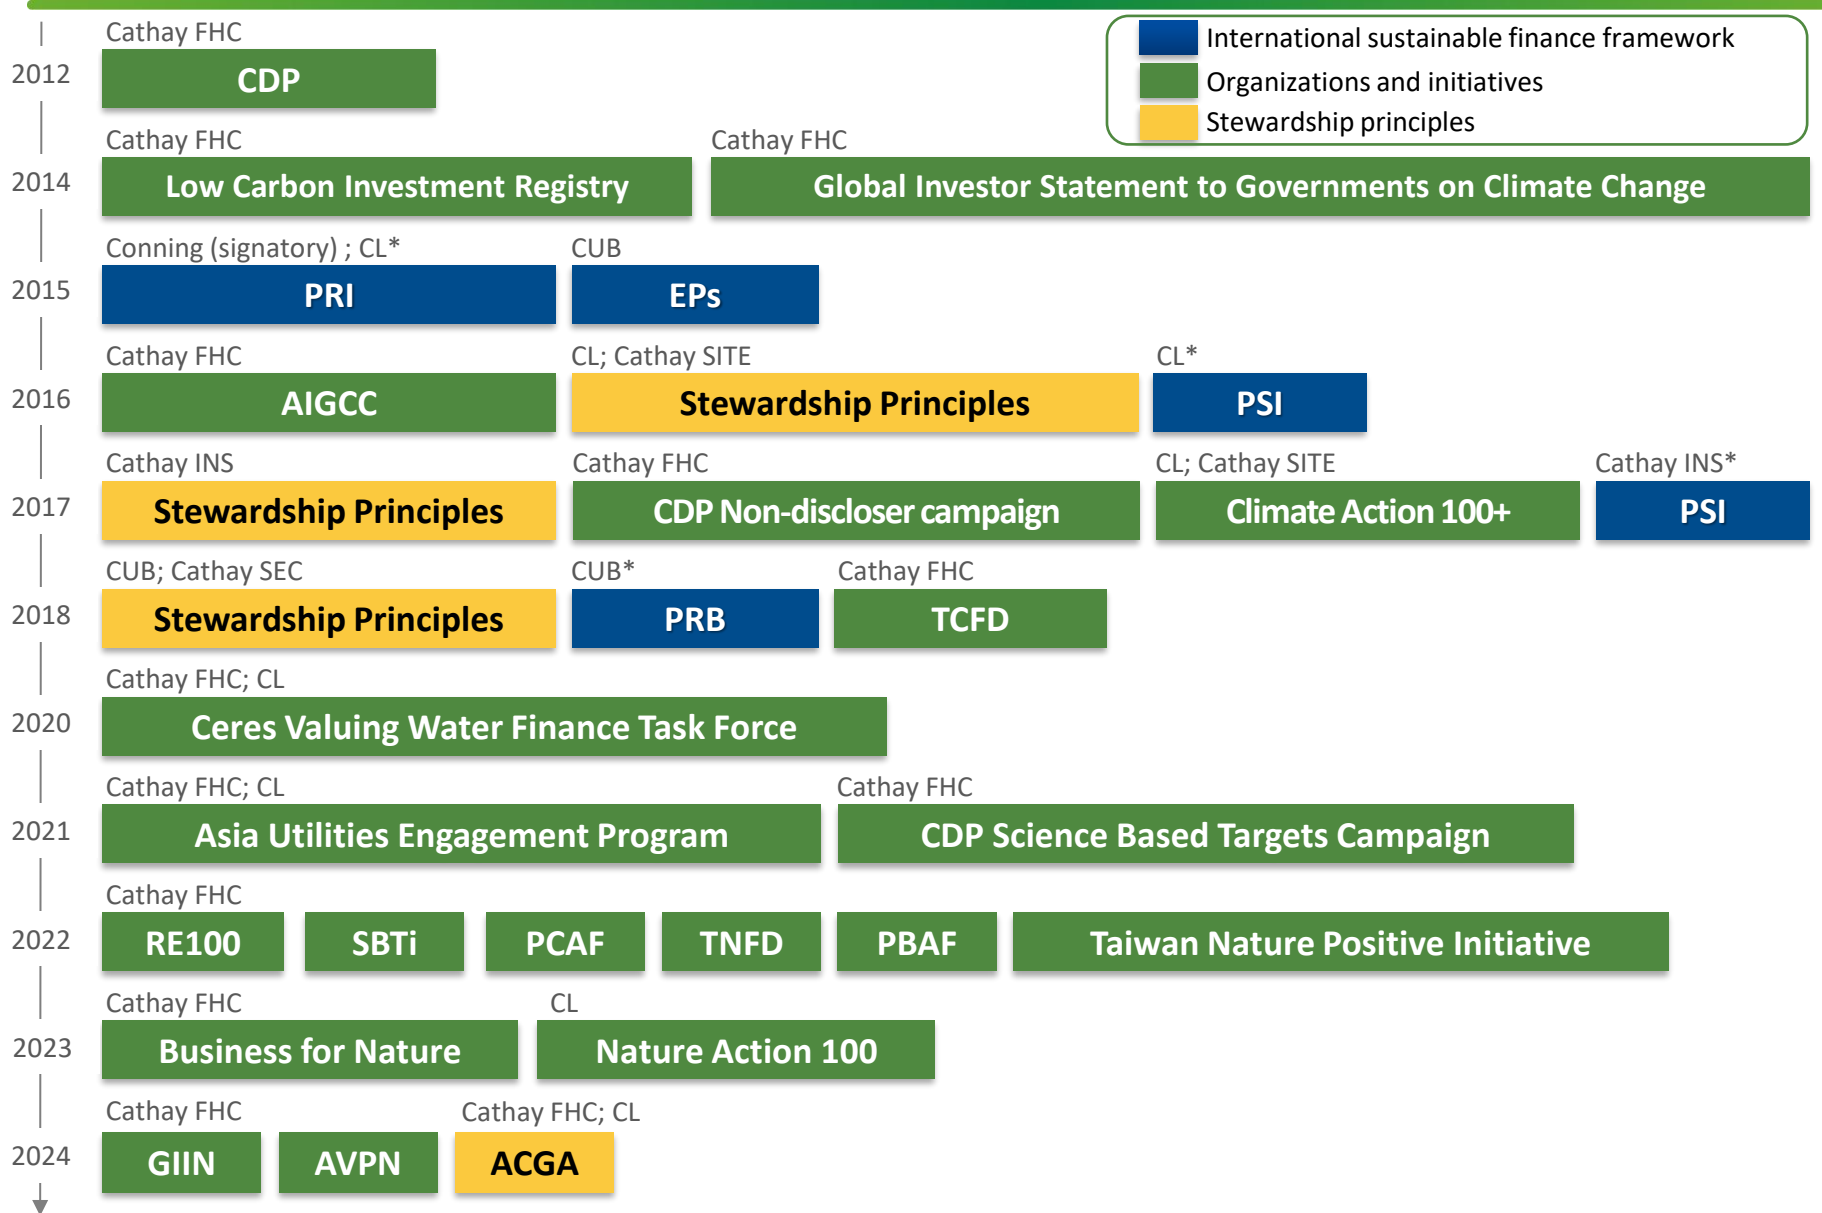 International sustainable finance framework
Organizations and initiatives
Stewardship principles
Cathay FHC
2012
CDP
Cathay FHC
Cathay FHC
2014
Low Carbon Investment Registry
Global Investor Statement to Governments on Climate Change
Conning (signatory) ; CL*
CUB
2015
PRI
EPs
Cathay FHC
CL; Cathay SITE
CL*
2016
AIGCC
Stewardship Principles
PSI
Cathay INS
Cathay FHC
CL; Cathay SITE
Cathay INS*
2017
Stewardship Principles
CDP Non-discloser campaign
Climate Action 100+
PSI
CUB; Cathay SEC
CUB*
Cathay FHC
2018
Stewardship Principles
PRB
TCFD
Cathay FHC; CL
2020
Ceres Valuing Water Finance Task Force
Cathay FHC; CL
Cathay FHC
2021
Asia Utilities Engagement Program
CDP Science Based Targets Campaign
Cathay FHC
2022
RE100
SBTi
PCAF
TNFD
PBAF
Taiwan Nature Positive Initiative
Cathay FHC
CL
2023
Business for Nature
Nature Action 100
Cathay FHC
Cathay FHC; CL
2024
GIIN
AVPN
ACGA